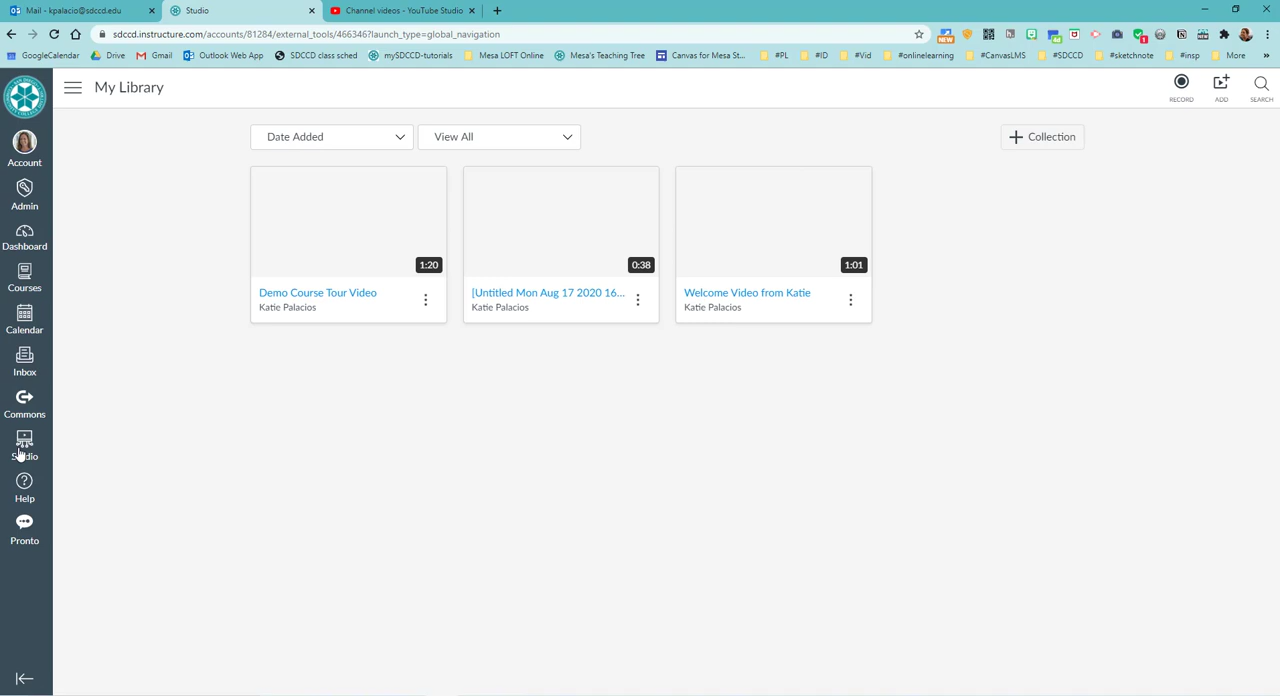 Mail - kpalacio@sdccd.edu
Studio
Channel videos - YouTube Studio
sdccd.instructure.com/accounts/81284/external_tools/466346?launch_type=global_navigation
NEW
GoogleCalendar
Drive
Gmail
Outlook Web App
SDCCD class sched
mySDCCD-tutorials
Mesa LOFT Online
Mesa's Teaching Tree
Canvas for Mesa St...
#PL
#ID
#Vid
#onlinelearning
#CanvasLMS
#SDCCD
#sketchnote
#insp
More
My Library
RECORD
ADD
SEARCH
Account
Admin
Dashboard
Courses
Calendar
Inbox
Commons
Studio
Help
Pronto
Date Added
View All
Collection
1:20
Demo Course Tour Video
Katie Palacios
0:38
[Untitled Mon Aug 17 2020 16...
Katie Palacios
1:01
Welcome Video from Katie
Katie Palacios